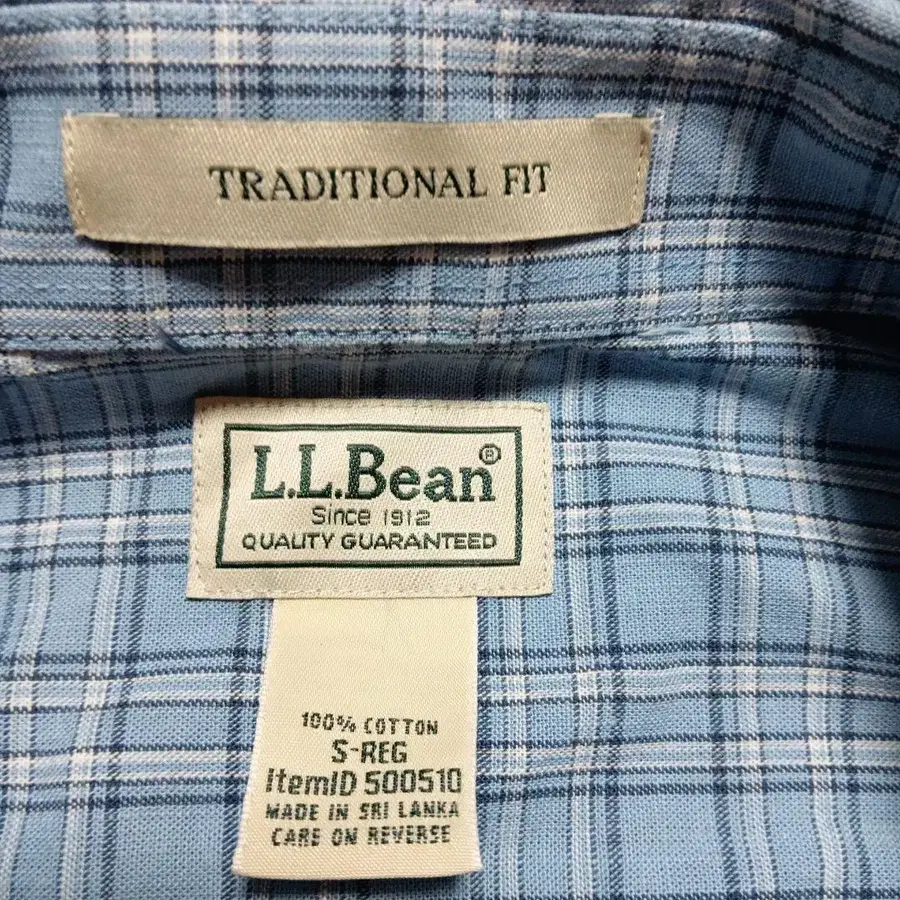 TRADITIONAL FIT
L.L.Bean®
Since 1912
QUALITY GUARANTEED
100% COTTON
S-REG
ItemID 500510
MADE IN SRI LANKA
CARE ON REVERSE